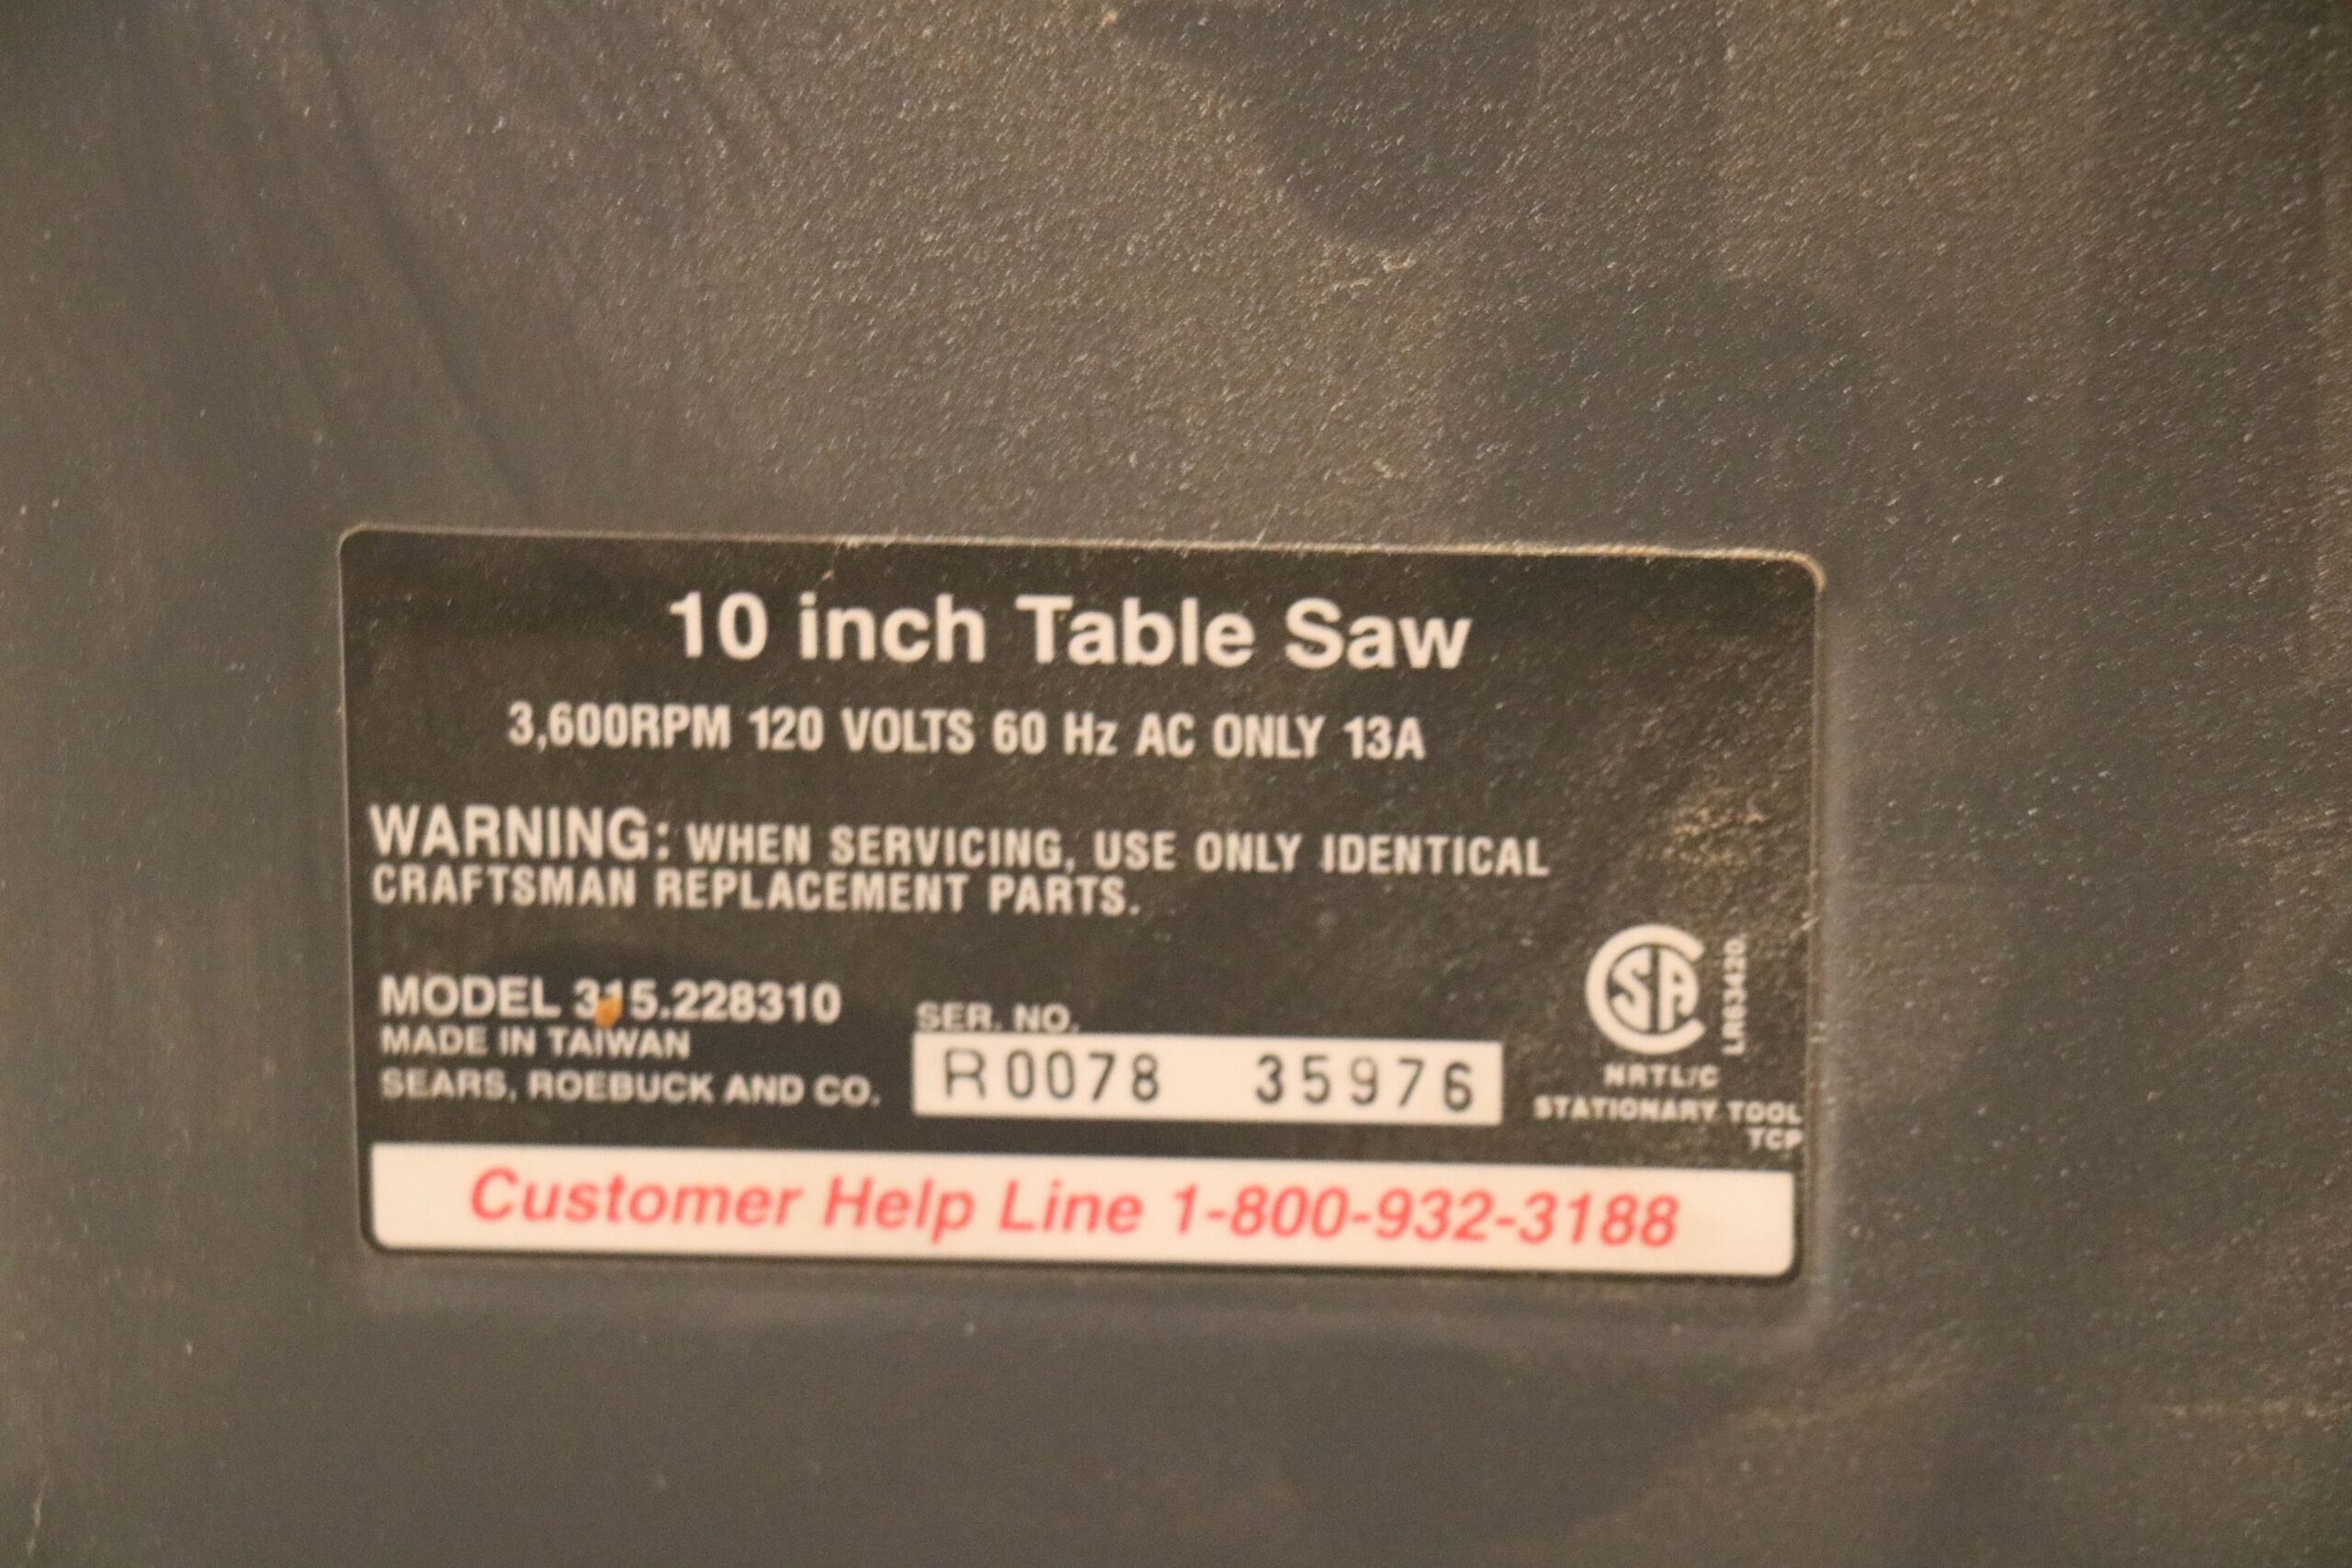 10 inch Table Saw
3,600RPM 120 VOLTS 60 Hz AC ONLY 13A
WARNING: WHEN SERVICING, USE ONLY IDENTICAL
CRAFTSMAN REPLACEMENT PARTS.
MODEL 315.228310
MADE IN TAIWAN
SEARS, ROEBUCK AND CO.
SER. NO.
R0078 35976
SA
LR63420
NRTL/C
STATIONARY TOOL
TCP
Customer Help Line 1-800-932-3188